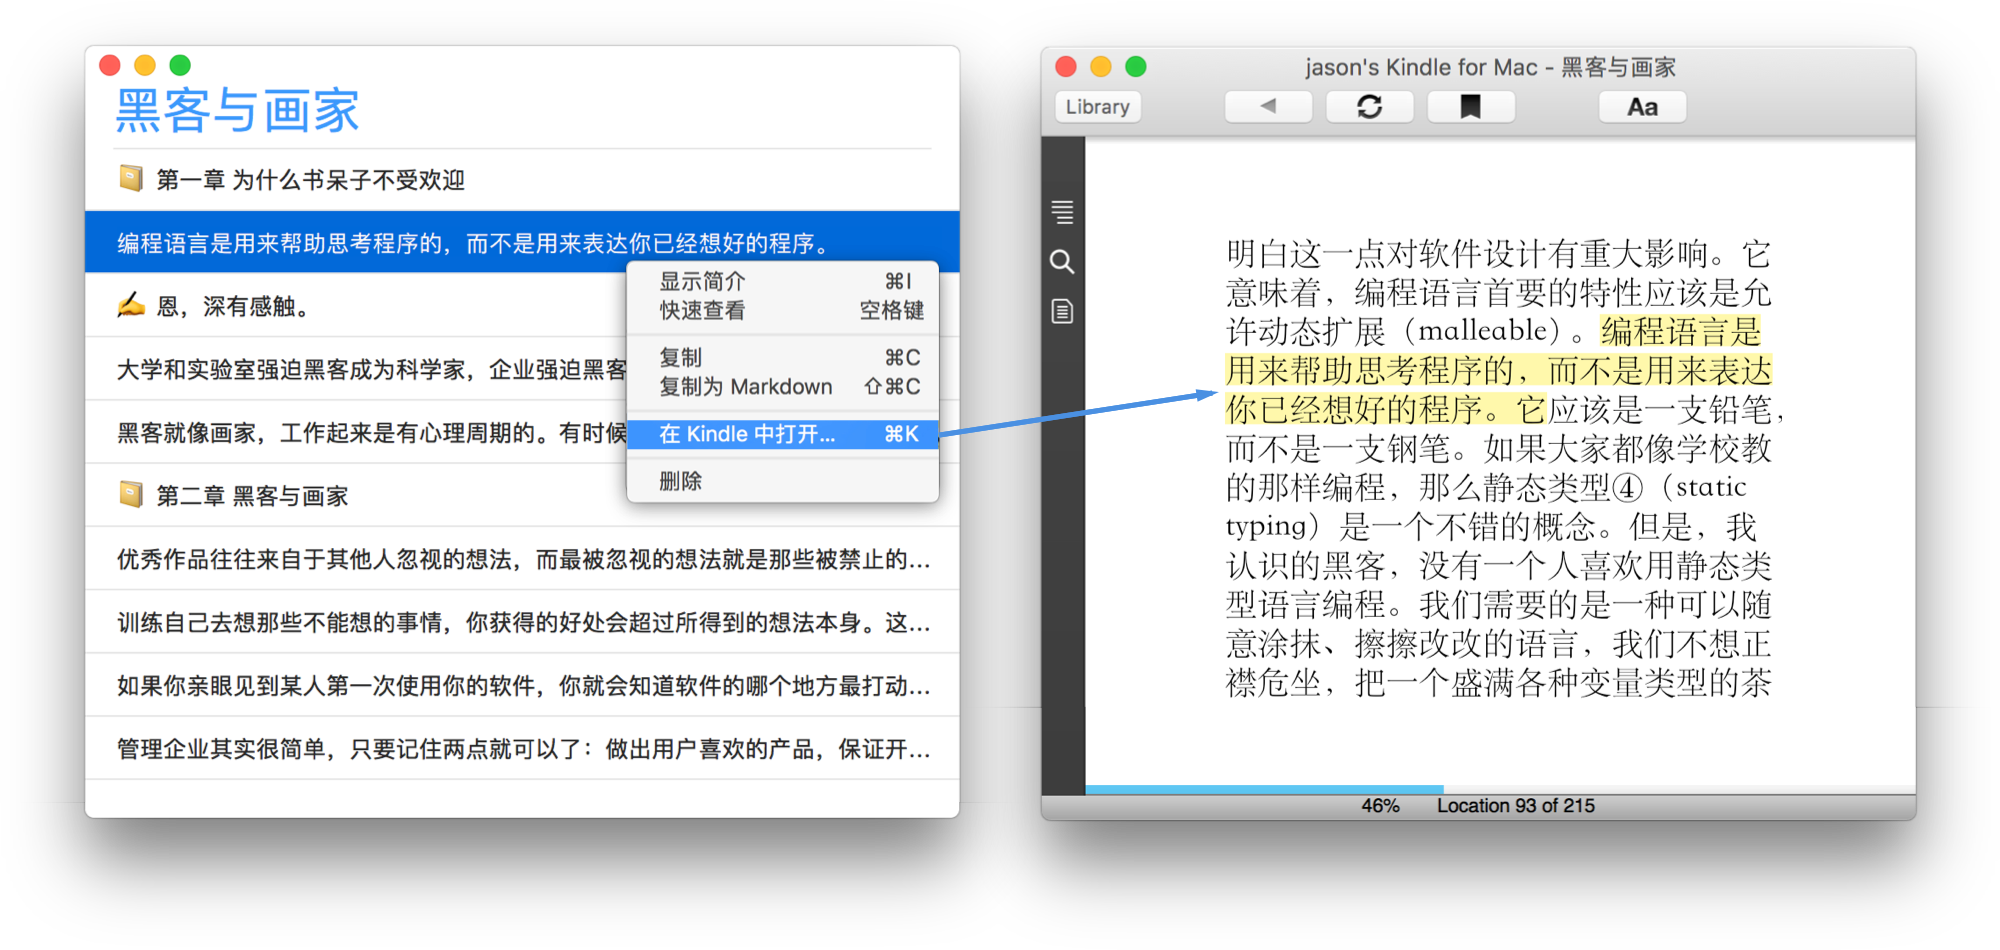 黑客与画家
第一章 为什么书呆子不受欢迎
编程语言是用来帮助思考程序的，而不是用来表达你已经想好的程序。
恩，深有感触。
大学和实验室强迫黑客成为科学家，企业强迫黑客
黑客就像画家，工作起来是有心理周期的。有时候
第二章 黑客与画家
优秀作品往往来自于其他人忽视的想法，而最被忽视的想法就是那些被禁止的...
训练自己去想那些不能想的事情，你获得的好处会超过所得到的想法本身。这...
如果你亲眼见到某人第一次使用你的软件，你就会知道软件的哪个地方最打动...
管理企业其实很简单，只要记住两点就可以了：做出用户喜欢的产品，保证开...
显示简介 ⌘I
快速查看 空格键
复制 ⌘C
复制为 Markdown ⇧⌘C
在 Kindle 中打开... ⌘K
删除
jason's Kindle for Mac - 黑客与画家
Library
Aa
明白这一点对软件设计有重大影响。它
意味着，编程语言首要的特性应该是允
许动态扩展（malleable）。编程语言是
用来帮助思考程序的，而不是用来表达
你已经想好的程序。它应该是一支铅笔，
而不是一支钢笔。如果大家都像学校教
的那样编程，那么静态类型④（static
typing）是一个不错的概念。但是，我
认识的黑客，没有一个人喜欢用静态类
型语言编程。我们需要的是一种可以随
意涂抹、擦擦改改的语言，我们不想正
襟危坐，把一个盛满各种变量类型的茶
46% Location 93 of 215